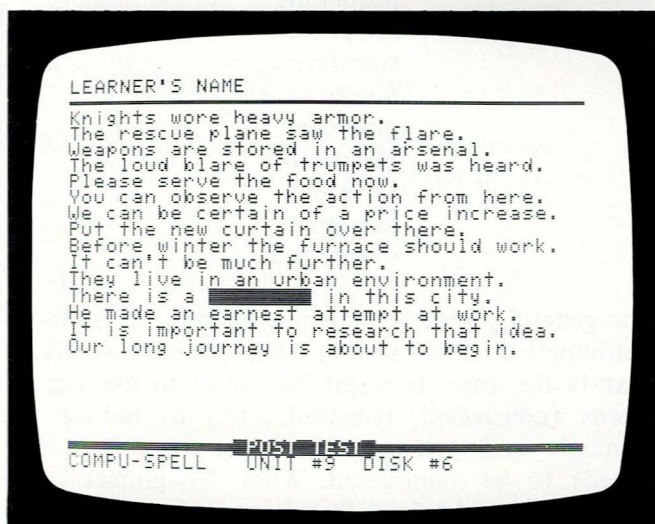 LEARNER'S NAME
Knights wore heavy armor.
The rescue plane saw the flare.
Weapons are stored in an arsenal.
The loud blare of trumpets was heard.
Please serve the food now.
You can observe the action from here.
We can be certain of a price increase.
Put the new curtain over there.
Before winter the furnace should work.
It can't be much further.
They live in an urban environment.
There is a in this city.
He made an earnest attempt at work.
It is important to research that idea.
Our long journey is about to begin.
POST TEST
COMPU-SPELL UNIT #9 DISK #6